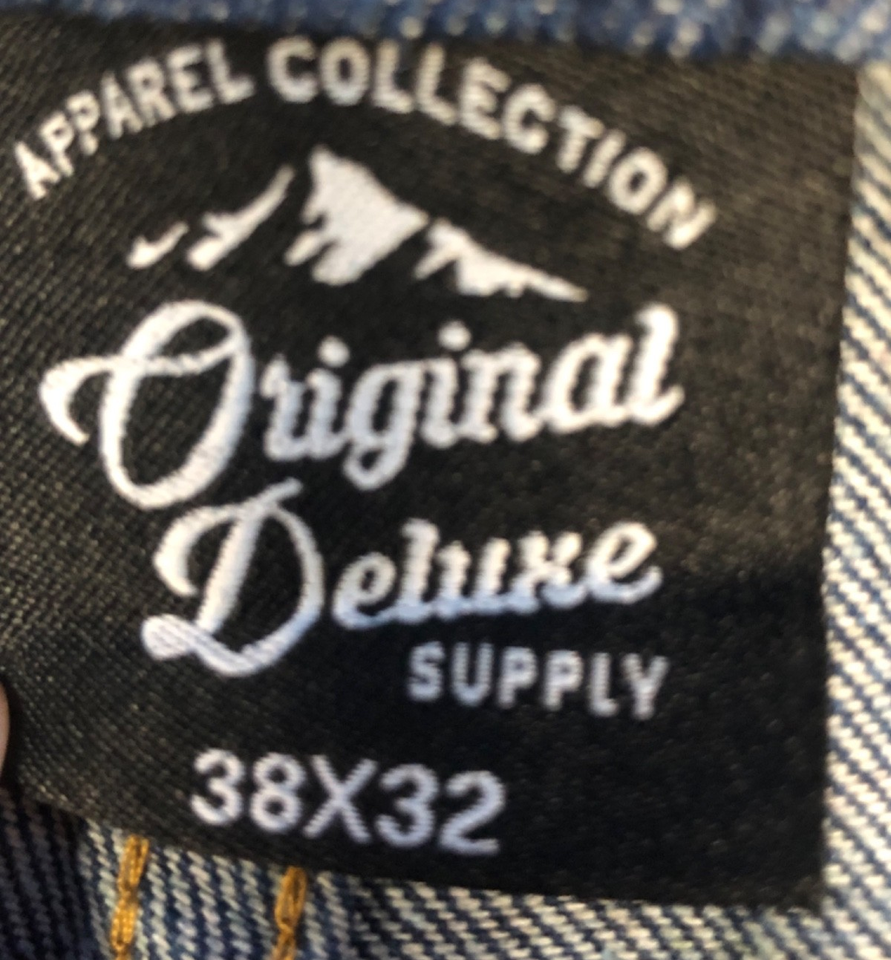 APPAREL COLLECTION
Original
Deluxe
SUPPLY
38X32